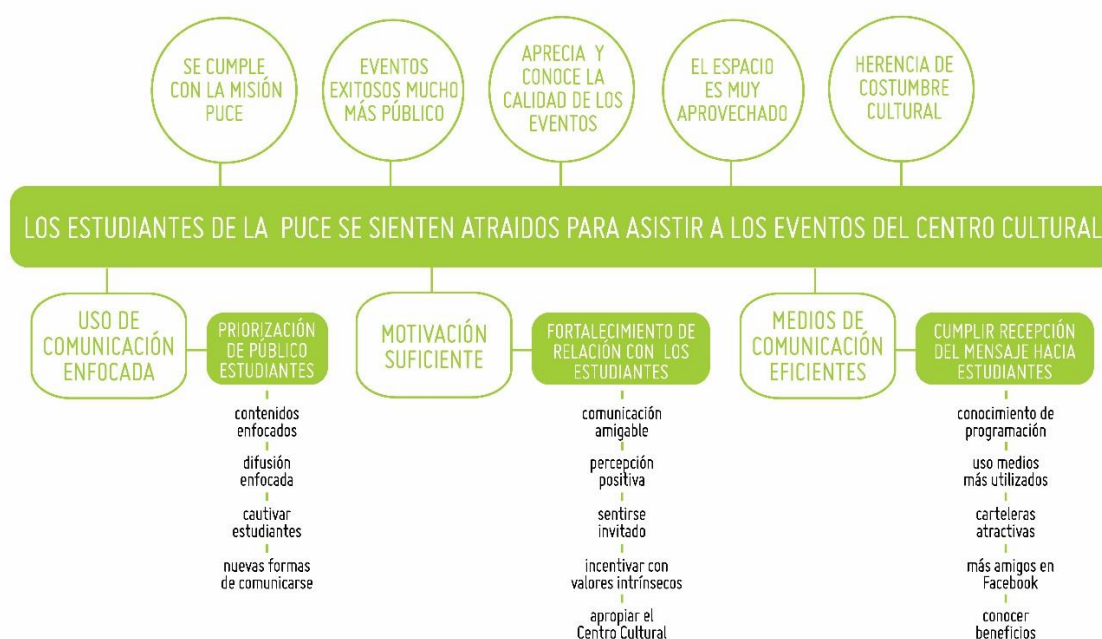 SE CUMPLE
CON LA MISIÓN
PUCE
EVENTOS
EXITOSOS MUCHO
MÁS PÚBLICO
APRECIA Y
CONOCE LA
CALIDAD DE LOS
EVENTOS
EL ESPACIO
ES MUY
APROVECHADO
HERENCIA DE
COSTUMBRE
CULTURAL
LOS ESTUDIANTES DE LA PUCE SE SIENTEN ATRAIDOS PARA ASISTIR A LOS EVENTOS DEL CENTRO CULTURAL
USO DE
COMUNICACIÓN
ENFOCADA
PRIORIZACIÓN
DE PÚBLICO
ESTUDIANTES
contenidos
enfocados
difusión
enfocada
cautivar
estudiantes
nuevas formas
de comunicarse
MOTIVACIÓN
SUFICIENTE
FORTALECIMIENTO DE
RELACIÓN CON LOS
ESTUDIANTES
comunicación
amigable
percepción
positiva
sentirse
invitado
incentivar con
valores intrínsecos
apropiar el
Centro Cultural
MEDIOS DE
COMUNICACIÓN
EFICIENTES
CUMPLIR RECEPCIÓN
DEL MENSAJE HACIA
ESTUDIANTES
conocimiento de
programación
uso medios
más utilizados
carteleras
atractivas
más amigos en
Facebook
conocer
beneficios